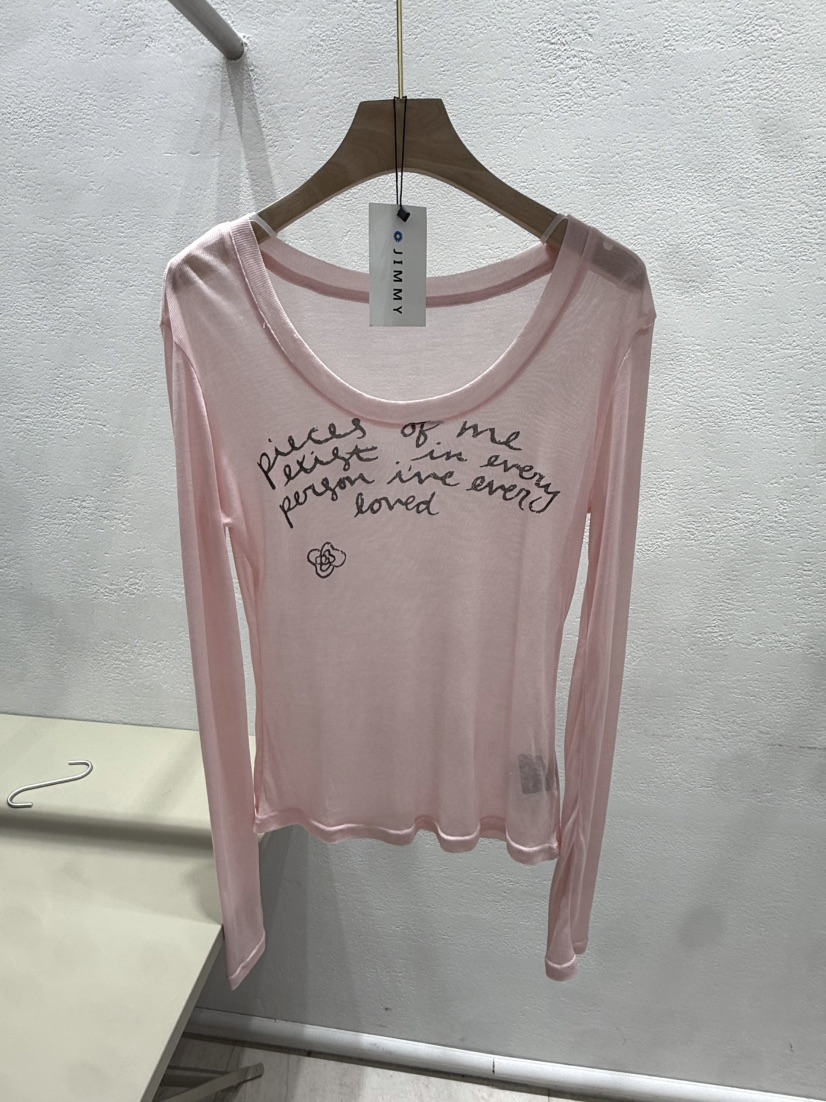 JIMMY
pieces of me
exist in every
person ive ever
loved